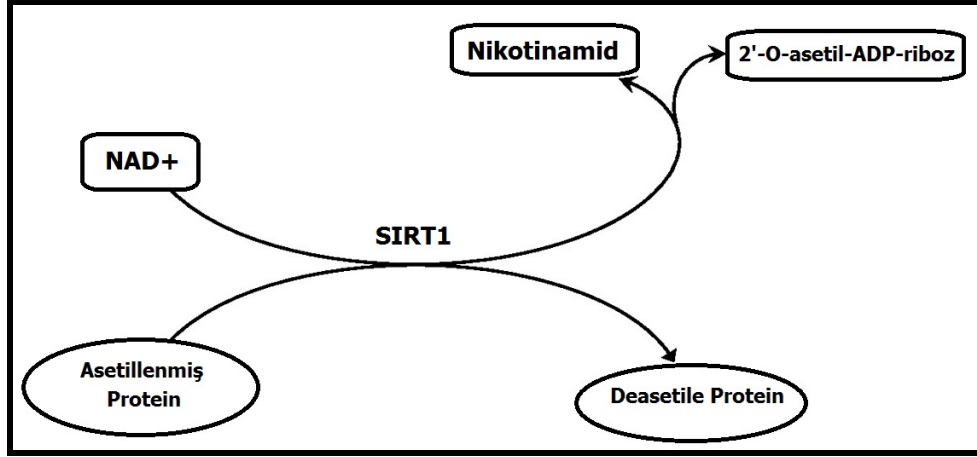 Nikotinamid
2'-O-asetil-ADP-riboz
NAD+
SIRT1
Asetillenmiş
Protein
Deasetile Protein